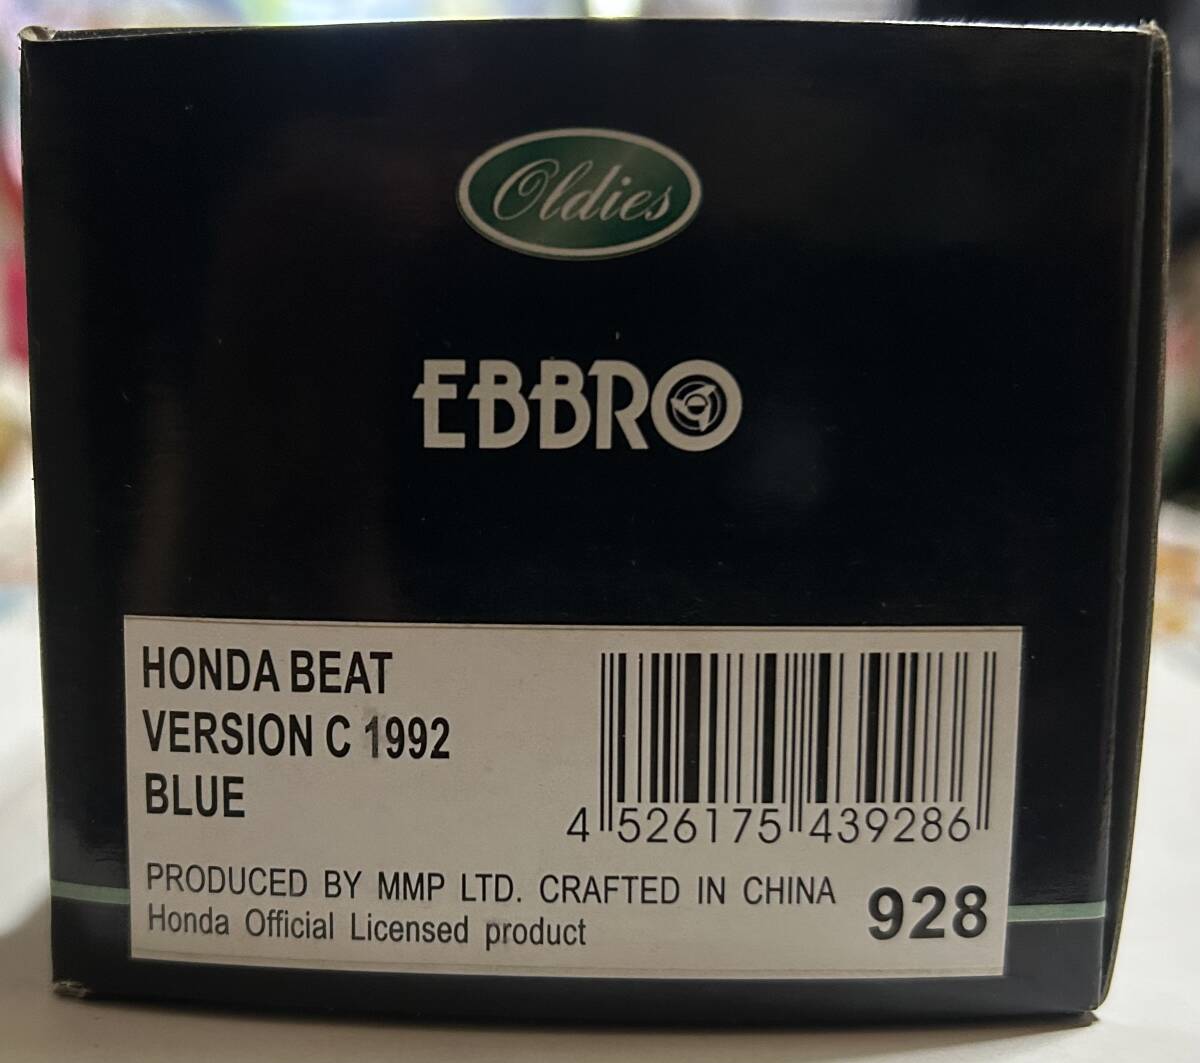 Oldies
EBBRO
HONDA BEAT
VERSION C 1992
BLUE
4 526175 439286
PRODUCED BY MMP LTD. CRAFTED IN CHINA
Honda Official Licensed product
928